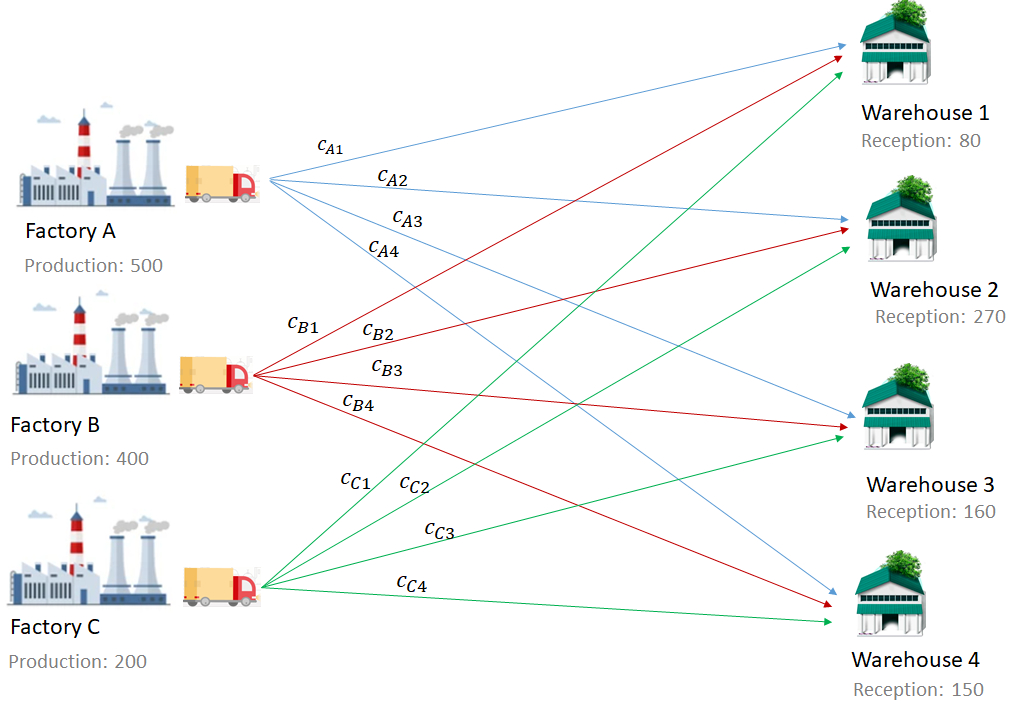 Warehouse 1
Reception: 80
c_{A1}
c_{A2}
c_{A3}
c_{A4}
Factory A
Production: 500
Warehouse 2
Reception: 270
c_{B1}
c_{B2}
c_{B3}
c_{B4}
Factory B
Production: 400
Warehouse 3
Reception: 160
c_{C1}
c_{C2}
c_{C3}
c_{C4}
Factory C
Production: 200
Warehouse 4
Reception: 150